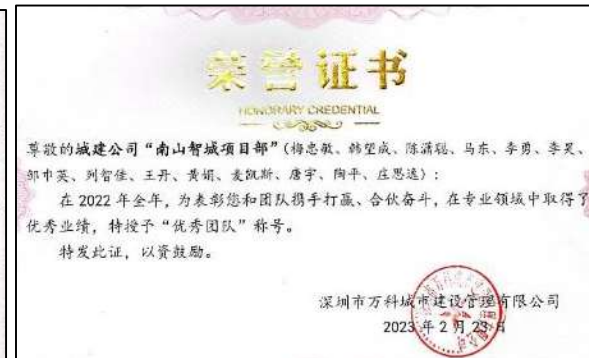 荣誉证书
HONORARY CREDENTIAL
尊敬的城建公司“南山智城项目部”(梅忠敏、韩望成、陈潇聪、马东、李勇、李昊、
邹中英、列智佳、王丹、黄娟、麦凯斯、唐宇、陶平、庄思远):
在2022年全年,为表彰您和团队携手打赢、合伙奋斗,在专业领域中取得了
优秀业绩,特授予“优秀团队”称号。
特发此证,以资鼓励。
深圳市万科城市建设管理有限公司
2023年2月23日